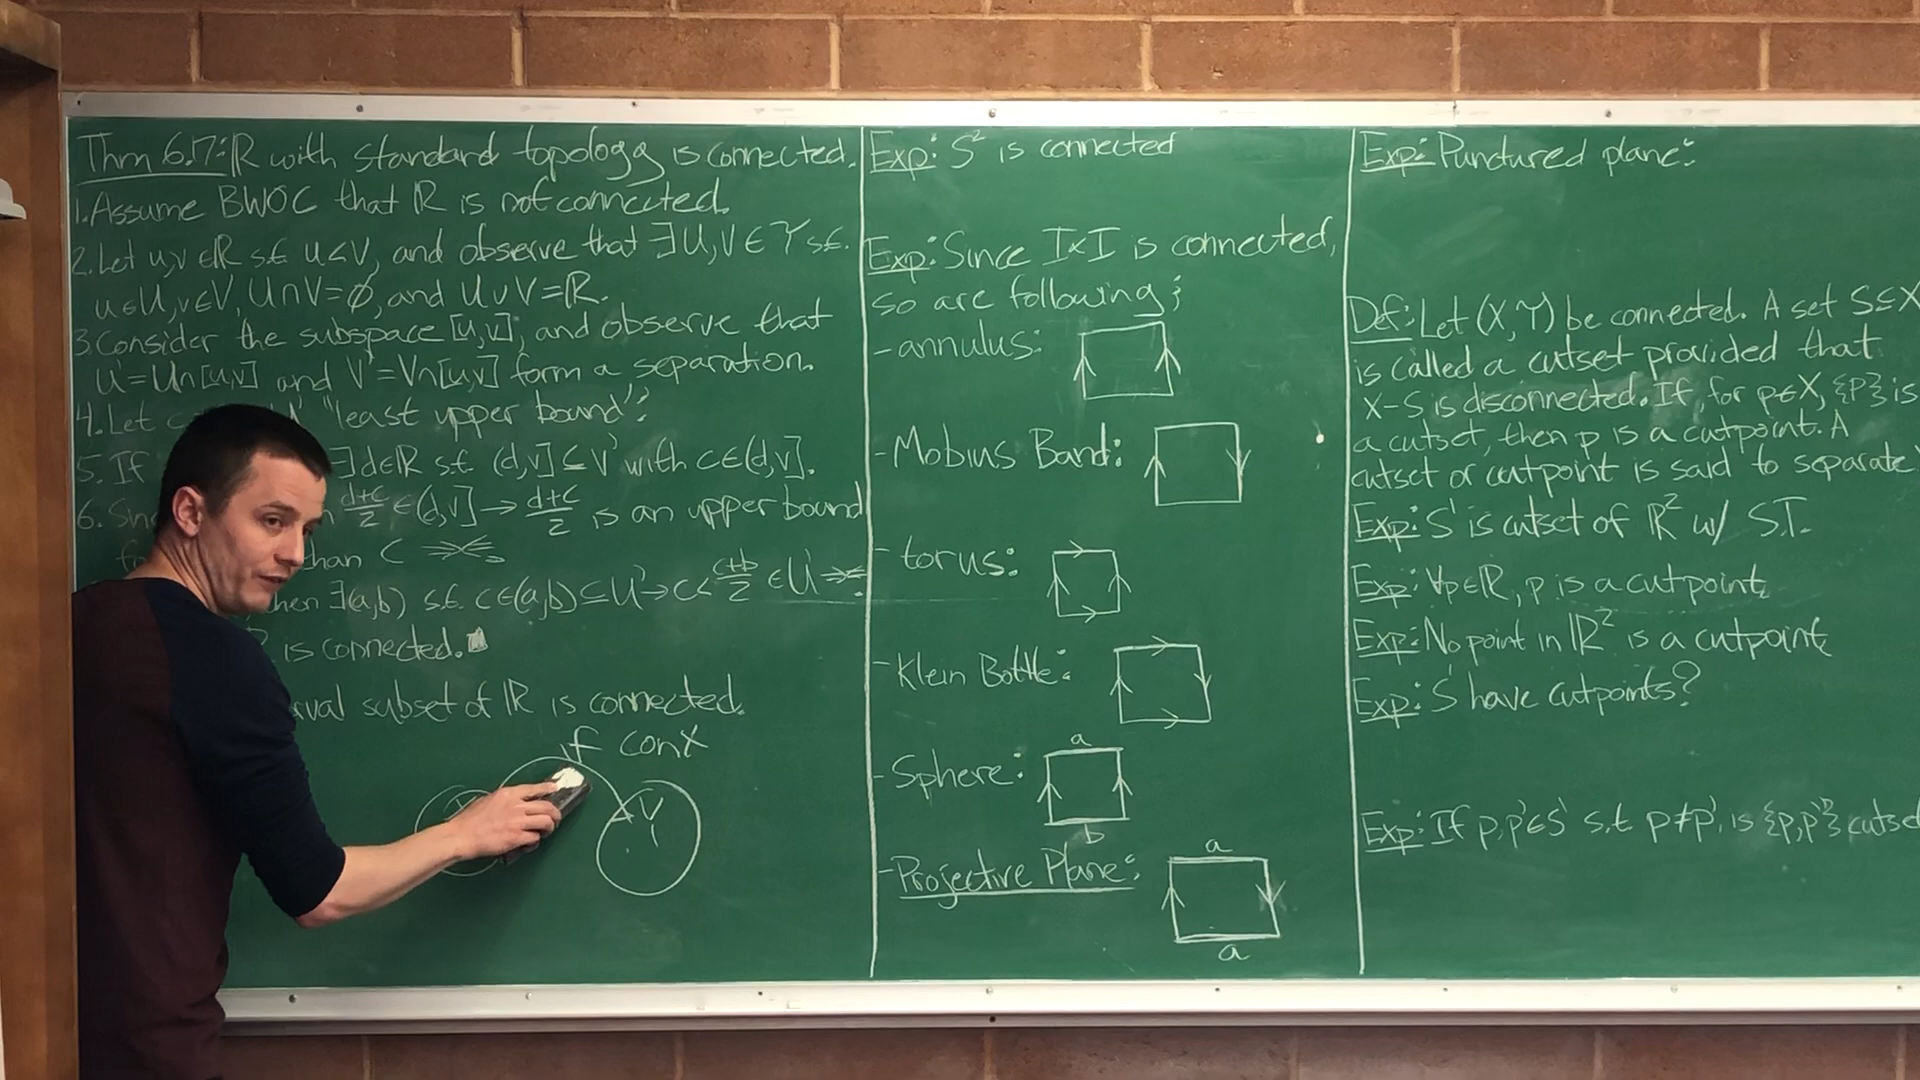 Thm 6.17: ℝ with standard topology is connected.
1. Assume BWOC that ℝ is not connected.
2. Let u,v ∈ ℝ s.t. u<v, and observe that ∃U,V ∈ Υ s.t.
u∈U, v∈V, U∩V=∅, and U∪V=ℝ.
3. Consider the subspace [u,v], and observe that
U'=U∩[u,v] and V'=V∩[u,v] form a separation.
4. Let c = U' "least upper bound".
5. If ∃d∈ℝ s.t. (d,v]⊆V' with c∈(d,v].
6. Since (d+c)/2 ∈ (d,v] → (d+c)/2 is an upper bound
than c
∃(a,b) s.t. c∈(a,b)⊆U' → c < (c+b)/2 ∈ U'
is connected.
subset of ℝ is connected.
f conx
V
Exp: S² is connected
Exp: Since I×I is connected,
so are following:
- annulus:
- Mobius Band:
- torus:
- Klein Bottle:
- Sphere:
a
b
- Projective Plane:
a
a
Exp: Punctured plane:
Def: Let (X,Υ) be connected. A set S⊆X
is called a cutset provided that
X-S is disconnected. If, for p∈X, {p} is
a cutset, then p is a cutpoint. A
cutset or cutpoint is said to separate
Exp: S¹ is cutset of ℝ² w/ S.T.
Exp: ∀p∈ℝ, p is a cutpoint
Exp: No point in ℝ² is a cutpoint
Exp: S¹ have cutpoints?
Exp: If p,p'∈S¹ s.t. p≠p', is {p,p'}